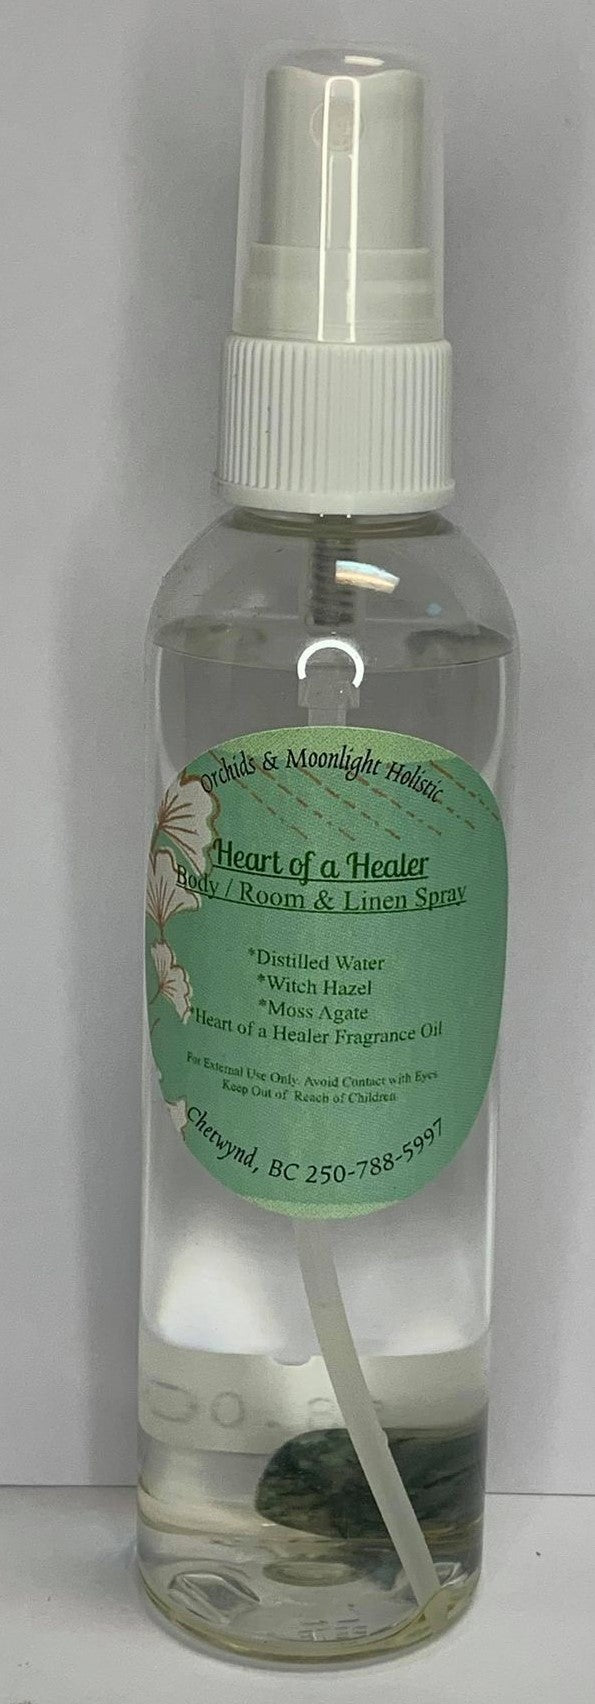 Orchids & Moonlight Holistic
Heart of a Healer
Body / Room & Linen Spray
*Distilled Water
*Witch Hazel
*Moss Agate
*Heart of a Healer Fragrance Oil
For External Use Only. Avoid Contact with Eyes
Keep Out of Reach of Children
Chetwynd, BC 250-788-5997